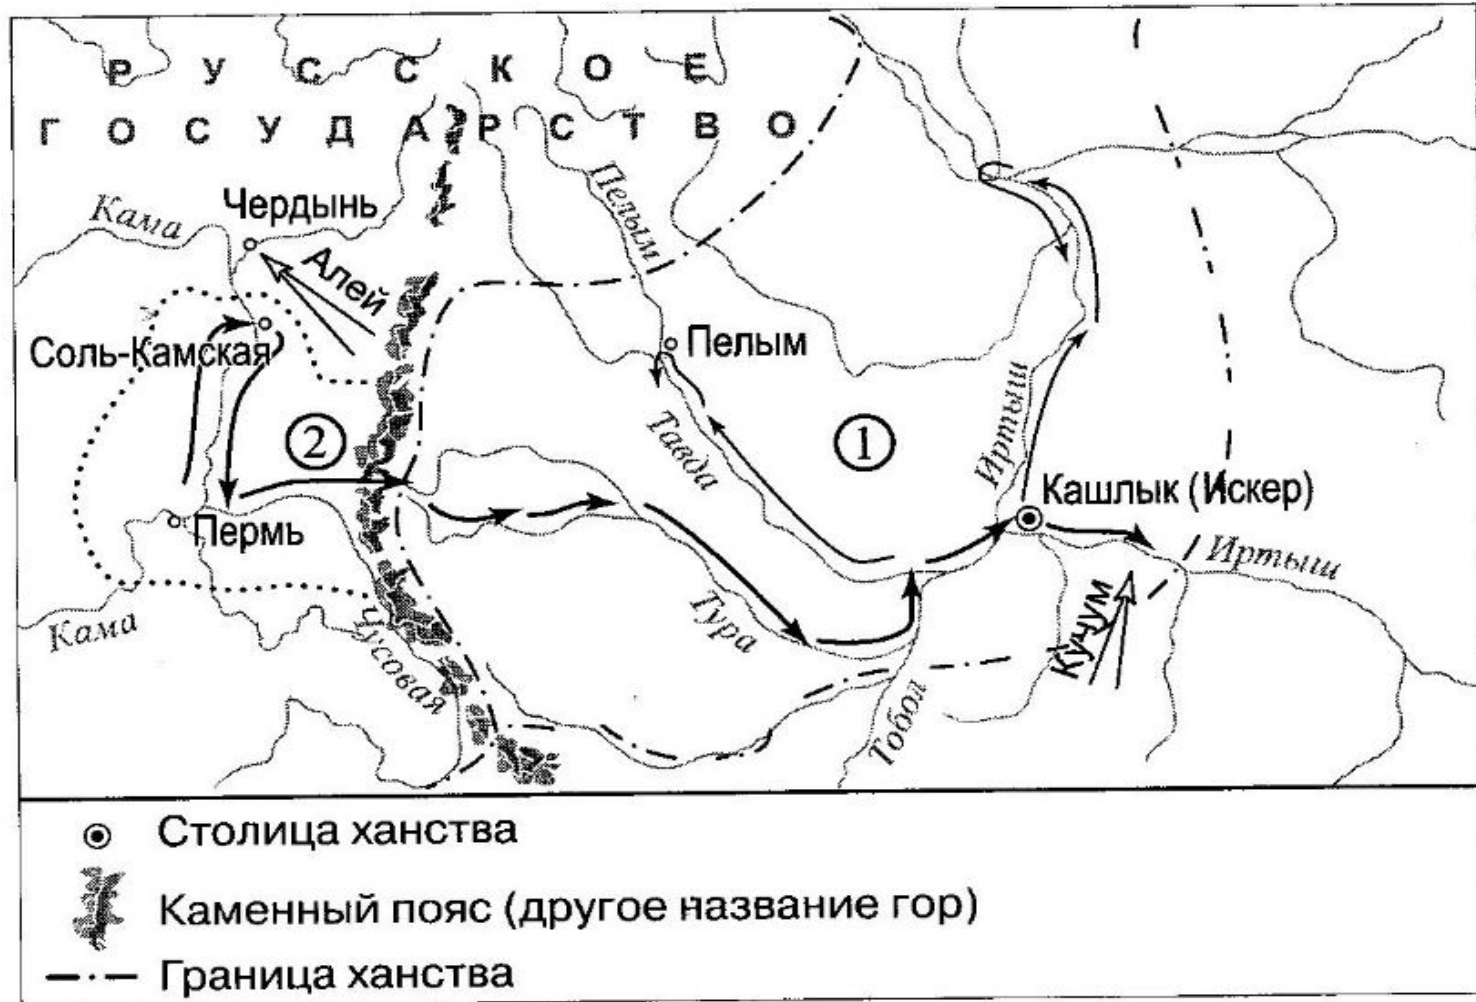 РУССКОЕ
ГОСУДАРСТВО
Кама
Чердынь
Пелым
Алей
Соль-Камская
Пелым
2
1
Тавда
Иртыш
Кашлык (Искер)
Пермь
Иртыш
Кама
Чусовая
Тура
Кучум
Тобол
Столица ханства
Каменный пояс (другое название гор)
Граница ханства